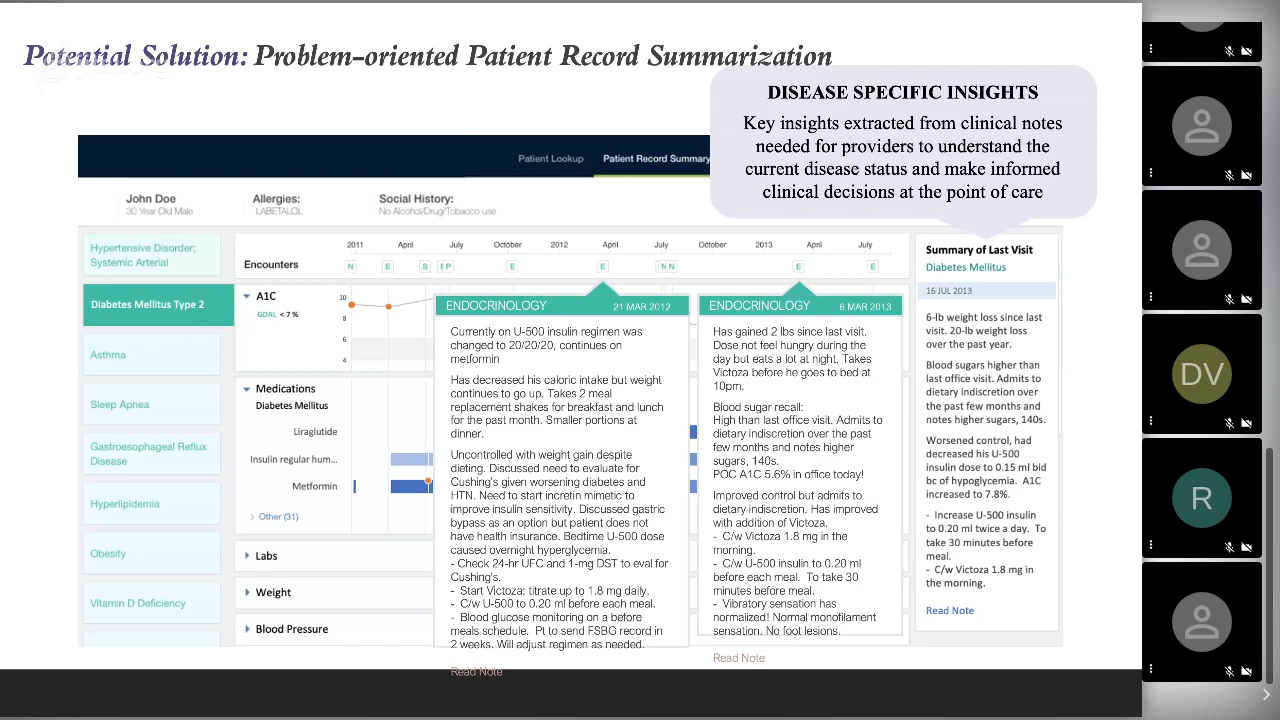 Potential Solution: Problem-oriented Patient Record Summarization
DISEASE SPECIFIC INSIGHTS
Key insights extracted from clinical notes
needed for providers to understand the
current disease status and make informed
clinical decisions at the point of care
Patient Lookup
Patient Record Summary
John Doe
30 Year Old Male
Allergies:
LABETALOL
Social History:
No Alcohol/Drug/Tobacco use
Hypertensive Disorder;
Systemic Arterial
Diabetes Mellitus Type 2
Asthma
Sleep Apnea
Gastroesophageal Reflux
Disease
Hyperlipidemia
Obesity
Vitamin D Deficiency
2011 April July October 2012 April July October 2013 April July
Encounters
N E S I P E E N N E E
A1C
GOAL < 7 %
10
8
6
4
Medications
Diabetes Mellitus
Liraglutide
Insulin regular hum...
Metformin
Other (31)
Labs
Weight
Blood Pressure
ENDOCRINOLOGY 21 MAR 2012
Currently on U-500 insulin regimen was
changed to 20/20/20, continues on
metformin
Has decreased his caloric intake but weight
continues to go up. Takes 2 meal
replacement shakes for breakfast and lunch
for the past month. Smaller portions at
dinner.
Uncontrolled with weight gain despite
dieting. Discussed need to evaluate for
Cushing's given worsening diabetes and
HTN. Need to start incretin mimetic to
improve insulin sensitivity. Discussed gastric
bypass as an option but patient does not
have health insurance. Bedtime U-500 dose
caused overnight hyperglycemia.
- Check 24-hr UFC and 1-mg DST to eval for
Cushing's.
- Start Victoza: titrate up to 1.8 mg daily.
- C/w U-500 to 0.20 ml before each meal.
- Blood glucose monitoring on a before
meals schedule. Pt to send FSBG record in
2 weeks. Will adjust regimen as needed.
Read Note
ENDOCRINOLOGY 6 MAR 2013
Has gained 2 lbs since last visit.
Dose not feel hungry during the
day but eats a lot at night. Takes
Victoza before he goes to bed at
10pm.
Blood sugar recall:
High than last office visit. Admits to
dietary indiscretion over the past
few months and notes higher
sugars, 140s.
POC A1C 5.6% in office today!
Improved control but admits to
dietary indiscretion. Has improved
with addition of Victoza.
- C/w Victoza 1.8 mg in the
morning.
- C/w U-500 insulin to 0.20 ml
before each meal. To take 30
minutes before meal.
- Vibratory sensation has
normalized! Normal monofilament
sensation. No foot lesions.
Read Note
Summary of Last Visit
Diabetes Mellitus
16 JUL 2013
6-lb weight loss since last
visit. 20-lb weight loss
over the past year.
Blood sugars higher than
last office visit. Admits to
dietary indiscretion over
the past few months and
notes higher sugars, 140s.
Worsened control, had
decreased his U-500
insulin dose to 0.15 ml bid
bc of hypoglycemia. A1C
increased to 7.8%.
- Increase U-500 insulin
to 0.20 ml twice a day. To
take 30 minutes before
meal.
- C/w Victoza 1.8 mg in
the morning.
Read Note
DV
R